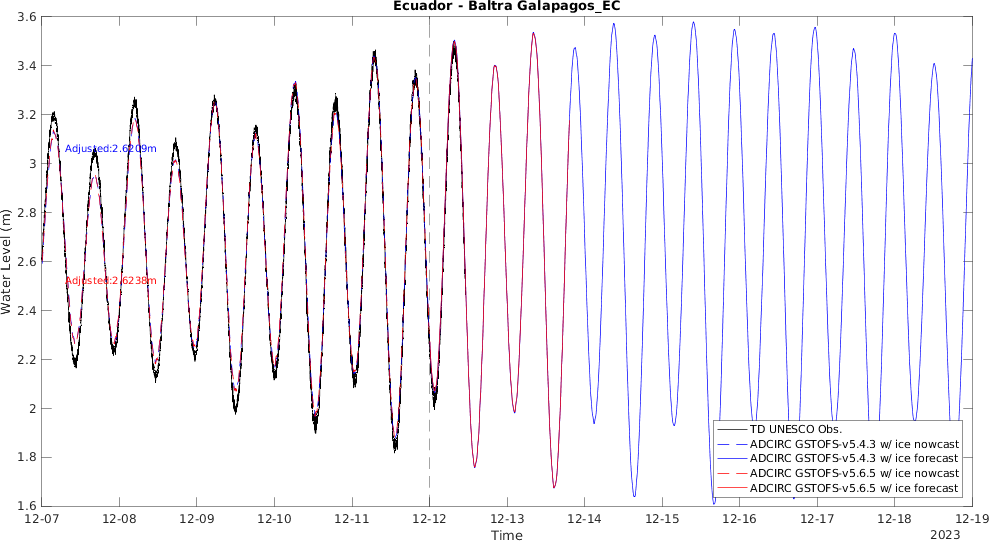 Ecuador - Baltra Galapagos_EC
3.6
3.4
3.2
3
2.8
2.6
2.4
2.2
2
1.8
1.6
Water Level (m)
Adjusted:2.6209m
Adjusted:2.6238m
TD UNESCO Obs.
ADCIRC GSTOFS-v5.4.3 w/ ice nowcast
ADCIRC GSTOFS-v5.4.3 w/ ice forecast
ADCIRC GSTOFS-v5.6.5 w/ ice nowcast
ADCIRC GSTOFS-v5.6.5 w/ ice forecast
12-07 12-08 12-09 12-10 12-11 12-12 12-13 12-14 12-15 12-16 12-17 12-18 12-19
Time
2023